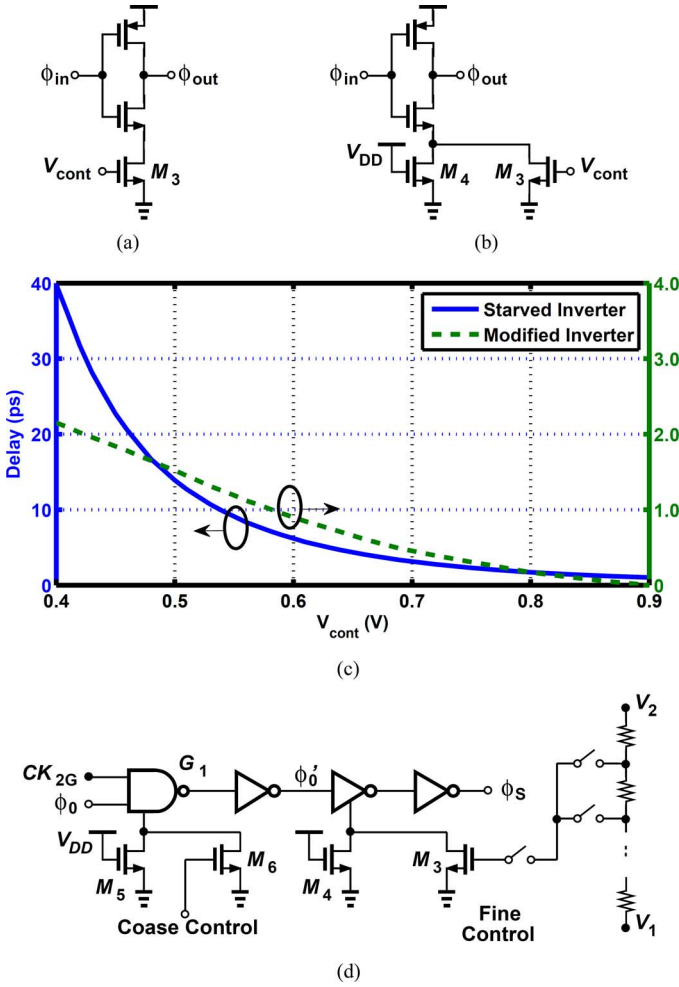 ϕin
ϕout
Vcont
M3
(a)
ϕin
ϕout
VDD
M4
M3
Vcont
(b)
40
30
20
10
0
Delay (ps)
4.0
3.0
2.0
1.0
0
Starved Inverter
Modified Inverter
0.4 0.5 0.6 0.7 0.8 0.9
Vcont (V)
(c)
CK2G
ϕ0
G1
ϕ0'
ϕS
V2
VDD
M5
M6
M4
M3
Coase Control
Fine
Control
V1
(d)